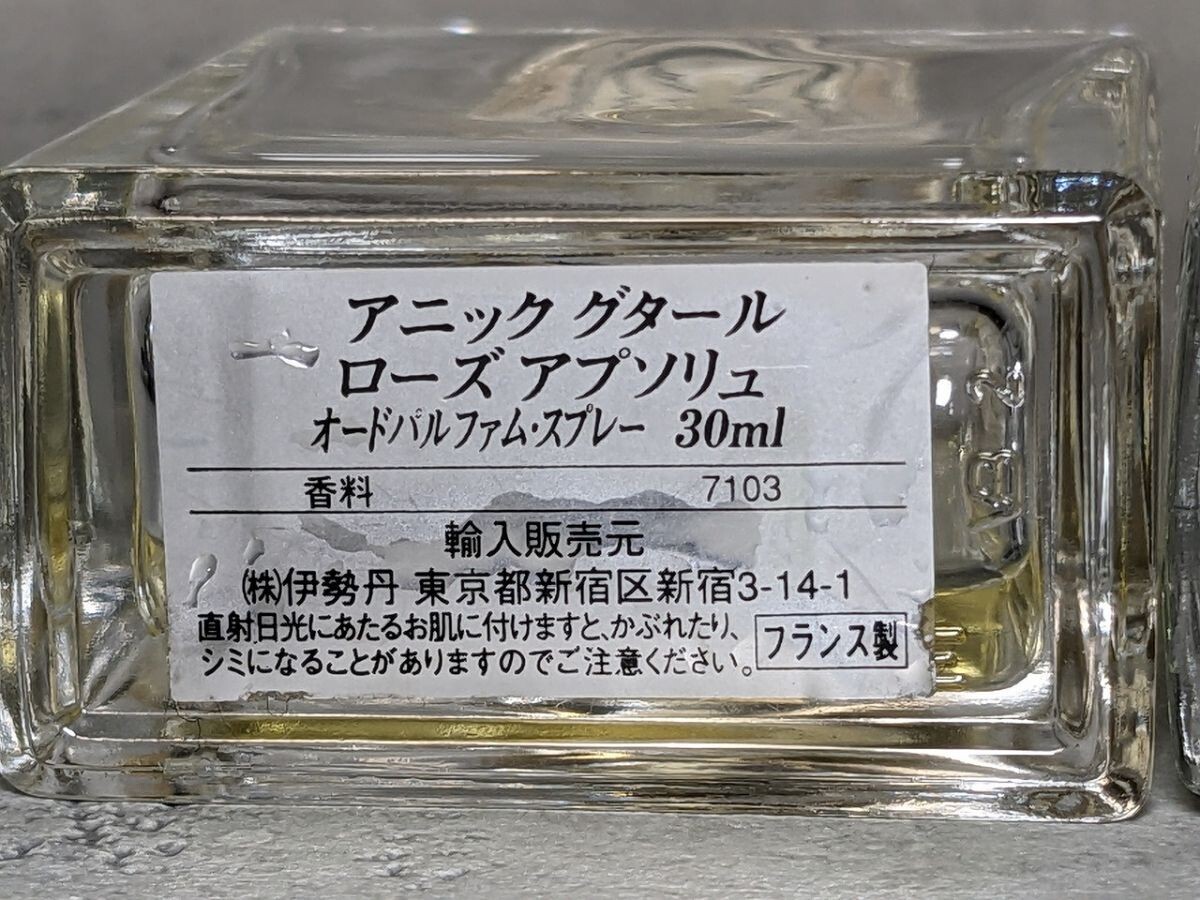 アニック グタール
ローズ アプソリュ
オードパルファム・スプレー 30ml
香料 7103
輸入販売元
㈱伊勢丹 東京都新宿区新宿3-14-1
直射日光にあたるお肌に付けますと、かぶれたり、
シミになることがありますのでご注意ください。
フランス製